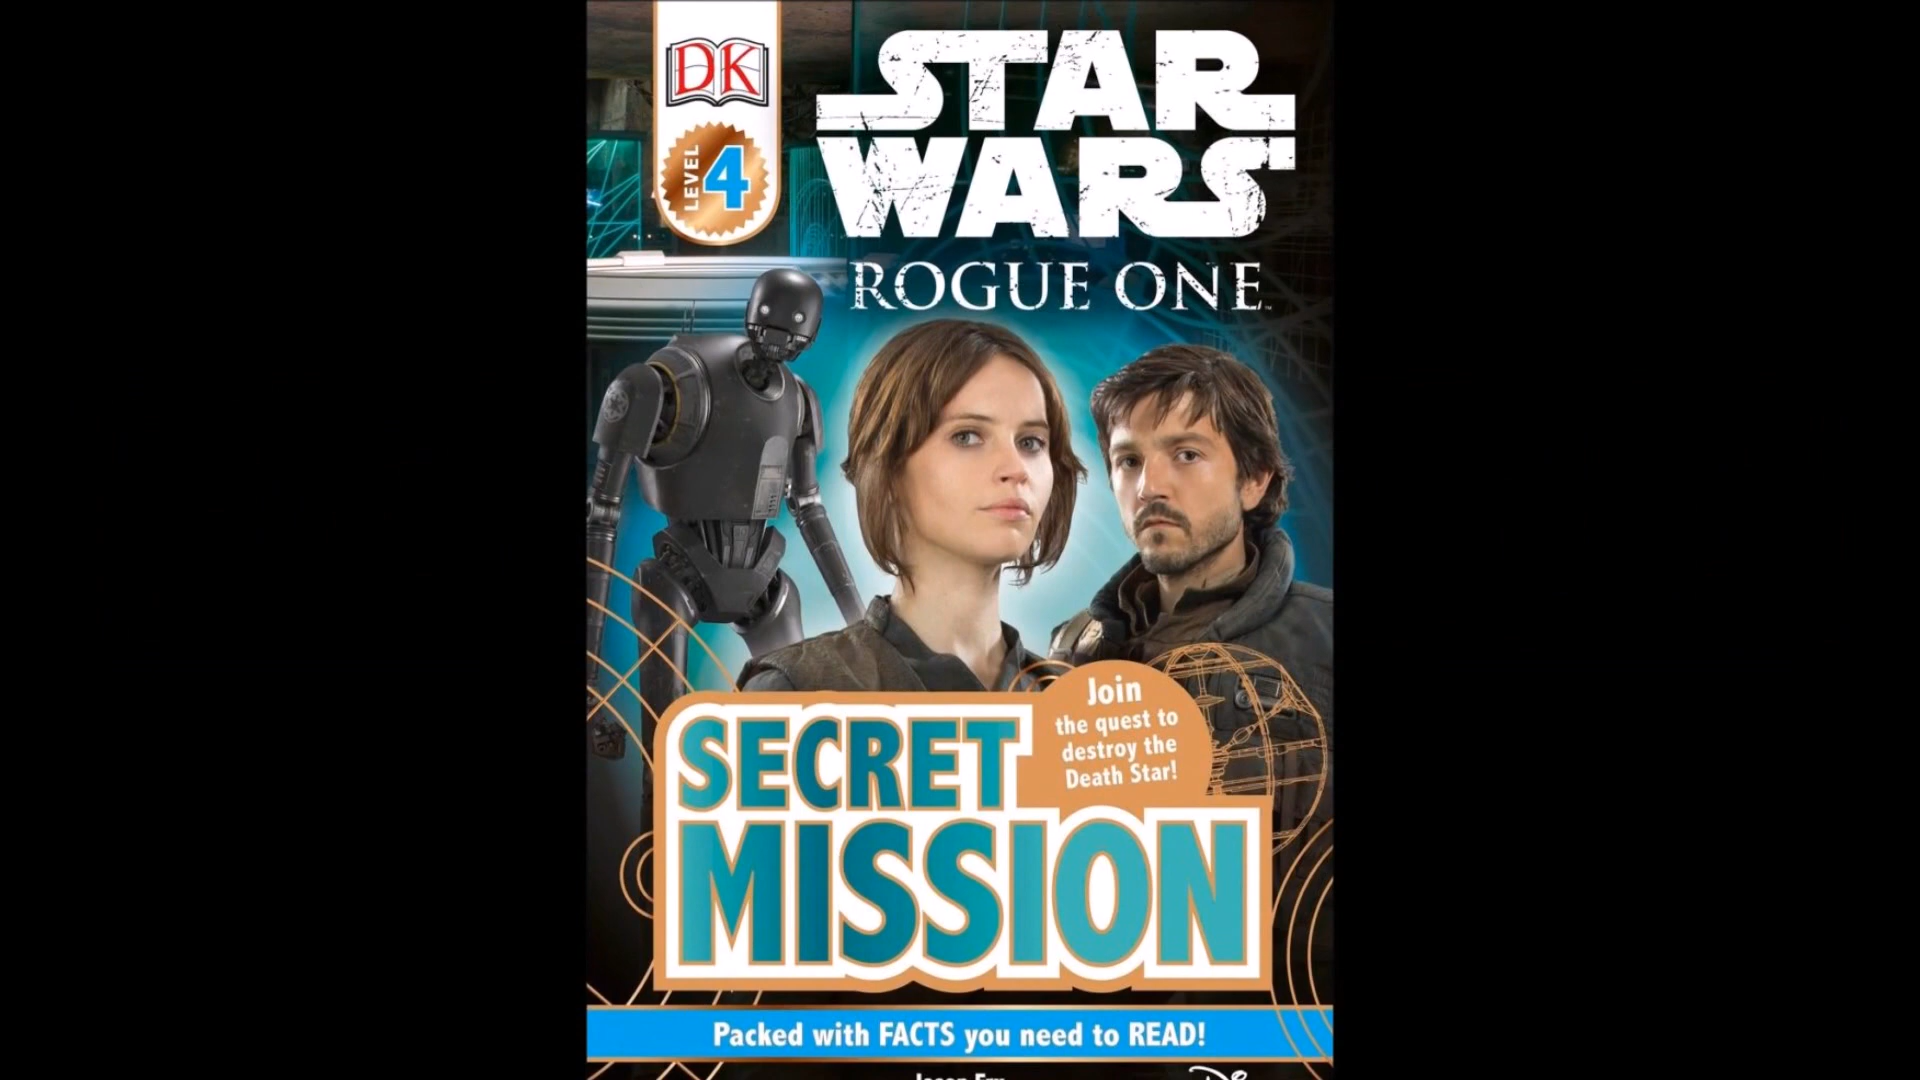 DK
LEVEL 4
STAR
WARS
ROGUE ONE
Join
the quest to
destroy the
Death Star!
SECRET
MISSION
Packed with FACTS you need to READ!